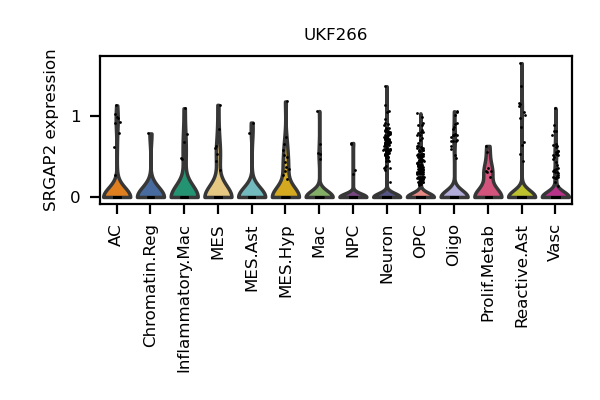 UKF266
SRGAP2 expression
1
0
AC
Chromatin.Reg
Inflammatory.Mac
MES
MES.Ast
MES.Hyp
Mac
NPC
Neuron
OPC
Oligo
Prolif.Metab
Reactive.Ast
Vasc